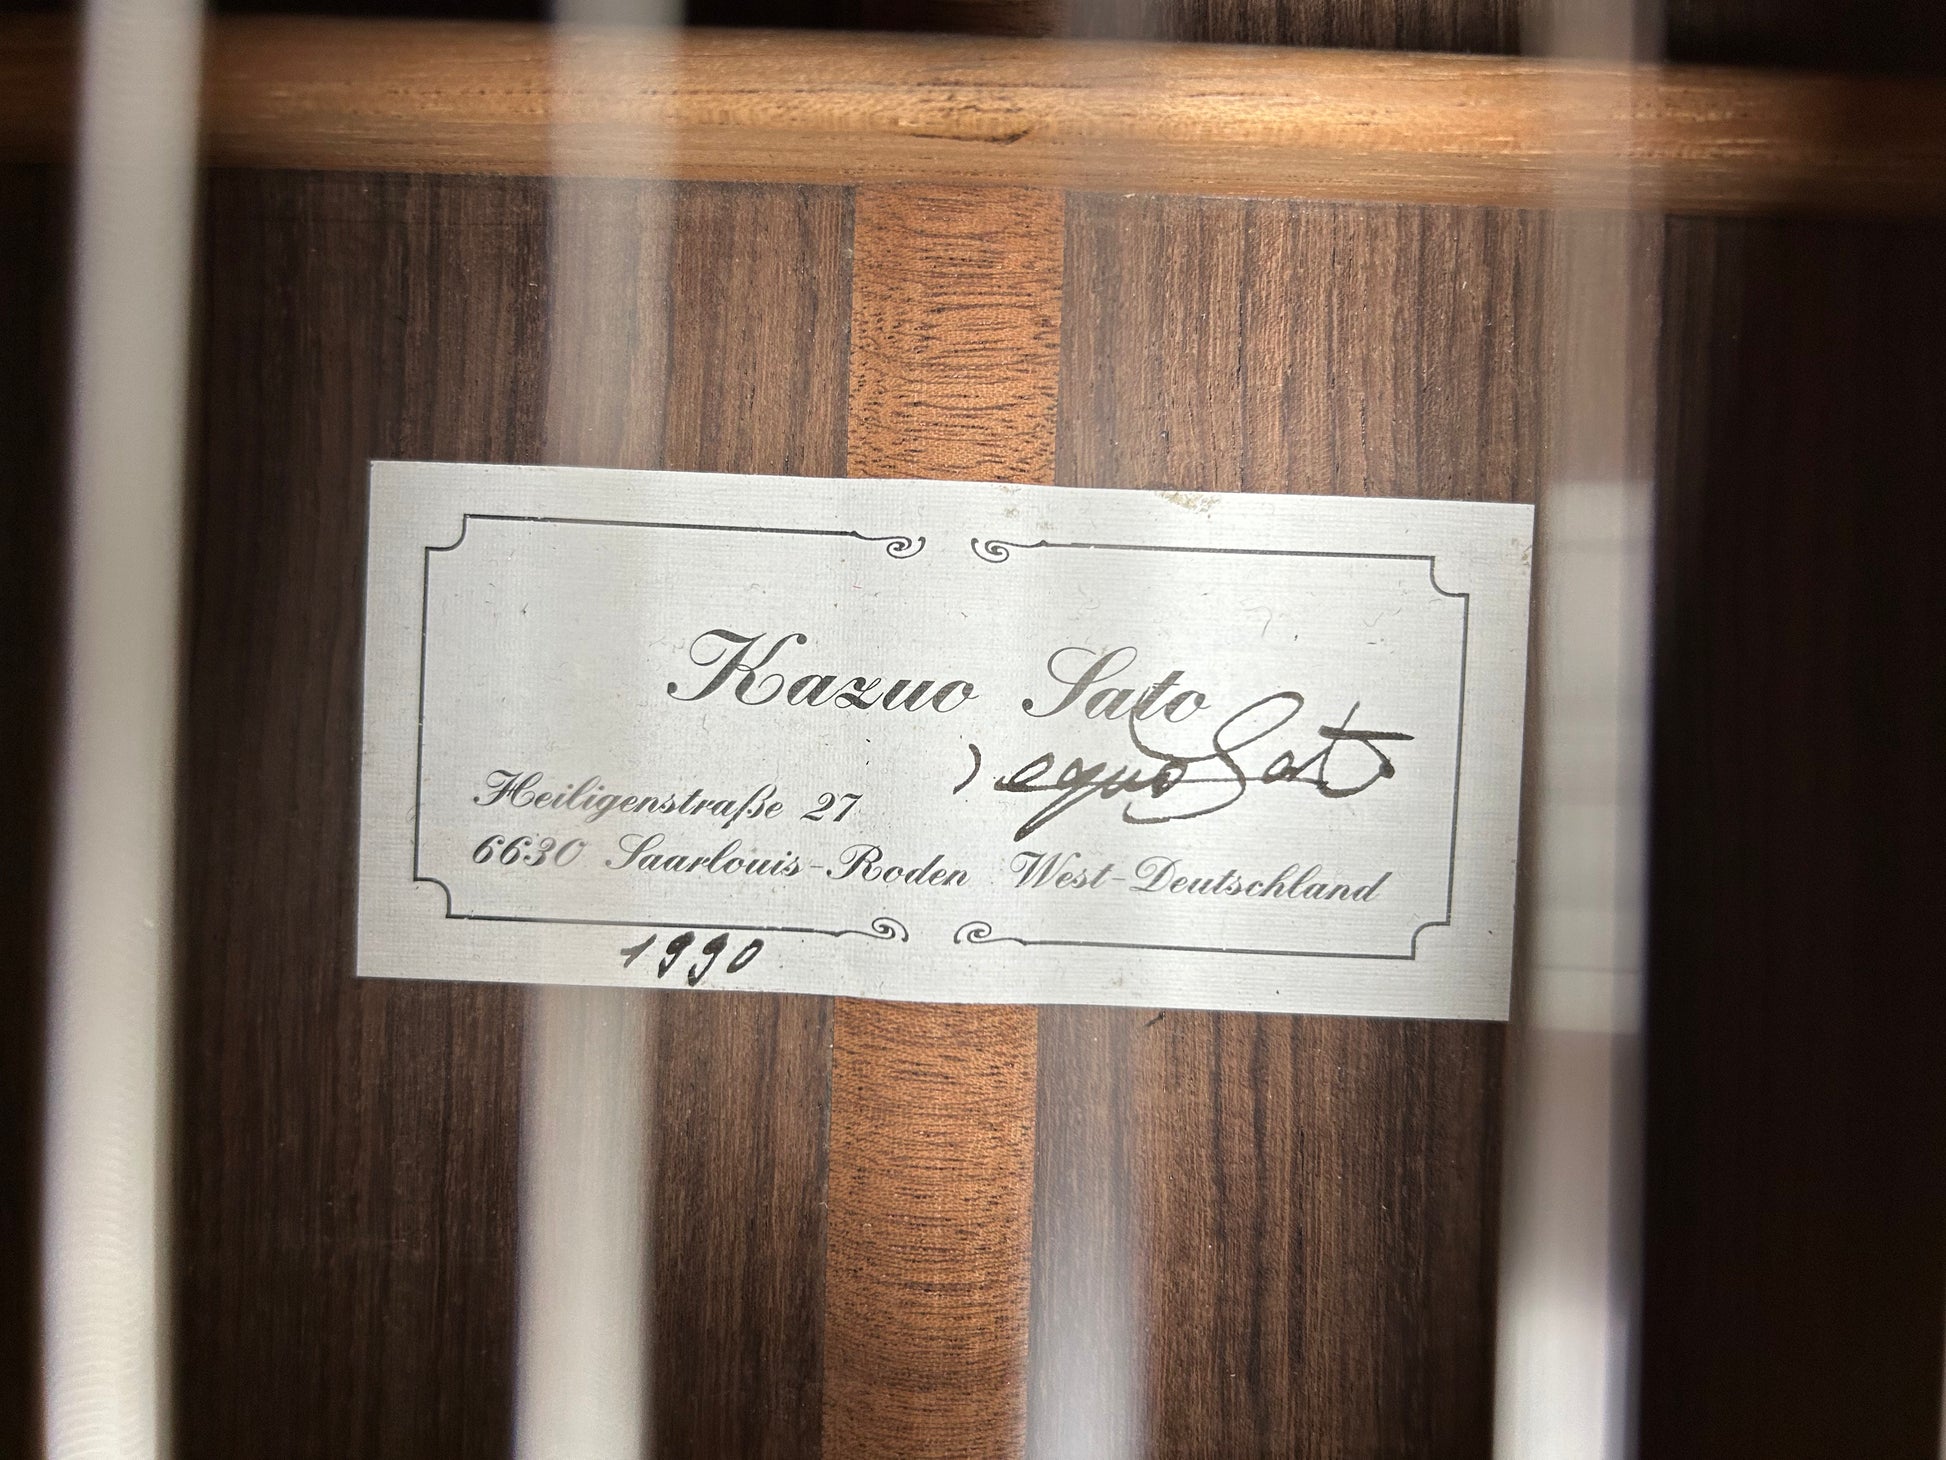 Kazuo Sato
Heiligenstraße 27
6630 Saarlouis-Roden West-Deutschland
1990